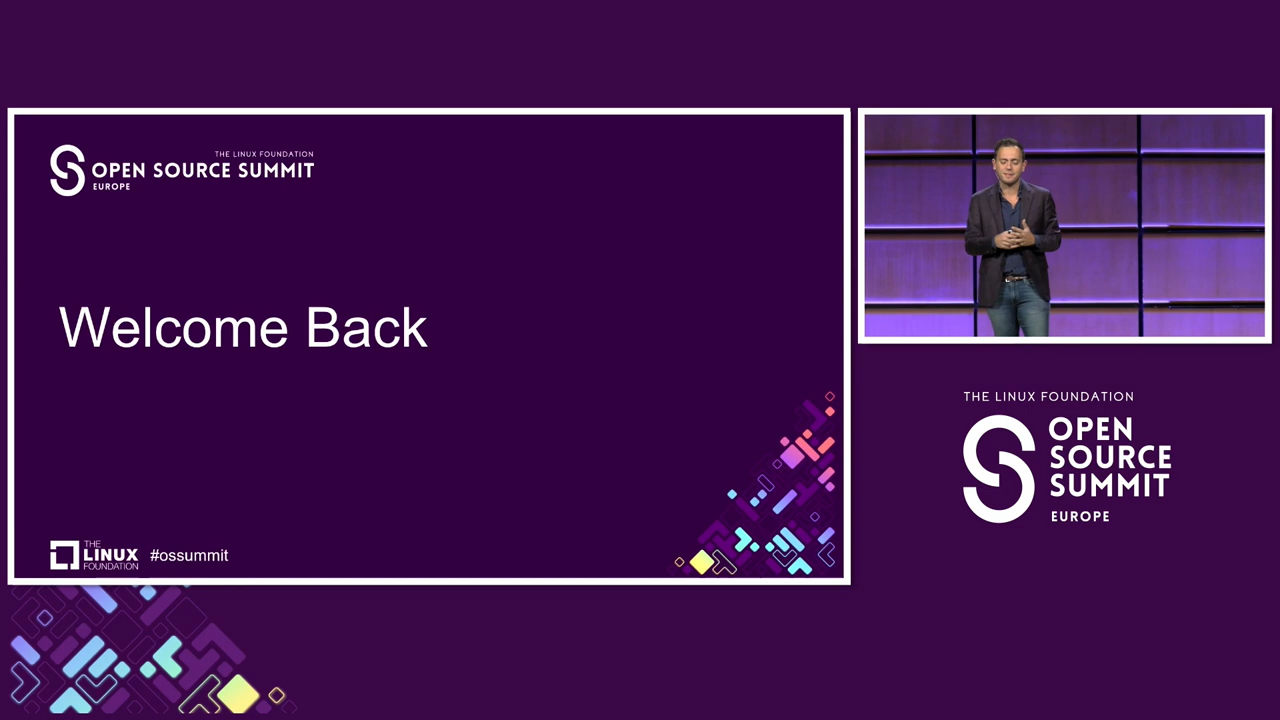 THE LINUX FOUNDATION
OPEN SOURCE SUMMIT
EUROPE
Welcome Back
THE
LINUX
FOUNDATION
#ossummit
THE LINUX FOUNDATION
OPEN
SOURCE
SUMMIT
EUROPE